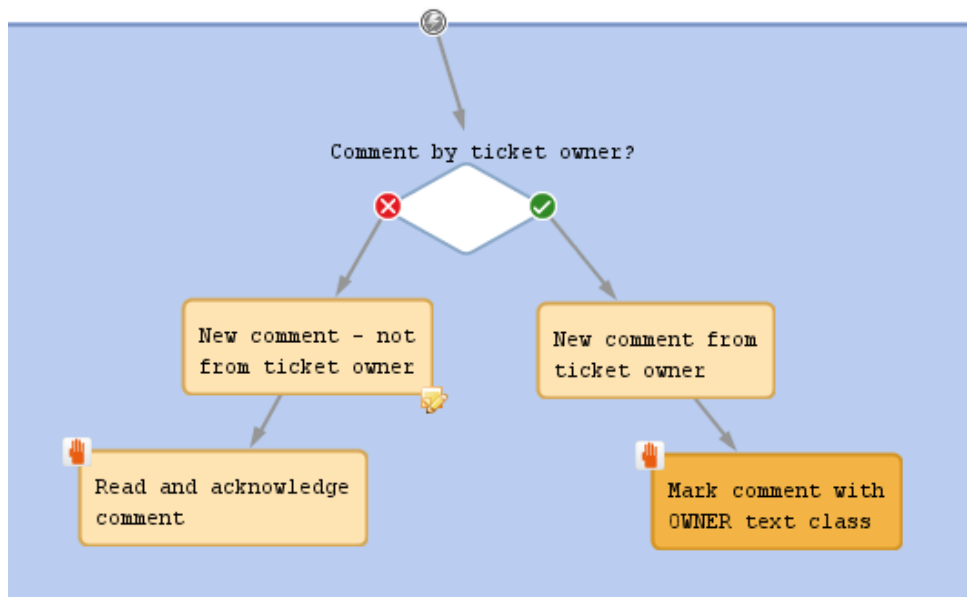 Comment by ticket owner?
New comment - not
from ticket owner
New comment from
ticket owner
Read and acknowledge
comment
Mark comment with
OWNER text class